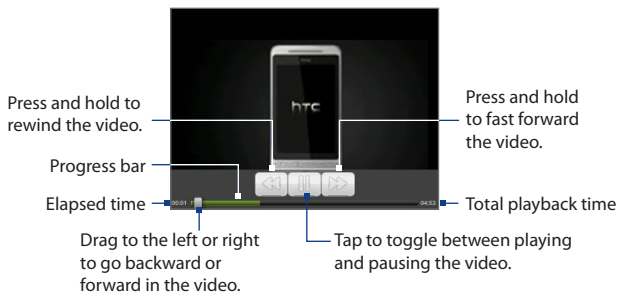 hTC
Press and hold to
rewind the video.
Press and hold
to fast forward
the video.
Progress bar
Elapsed time
00:01
04:53
Total playback time
Drag to the left or right
to go backward or
forward in the video.
Tap to toggle between playing
and pausing the video.